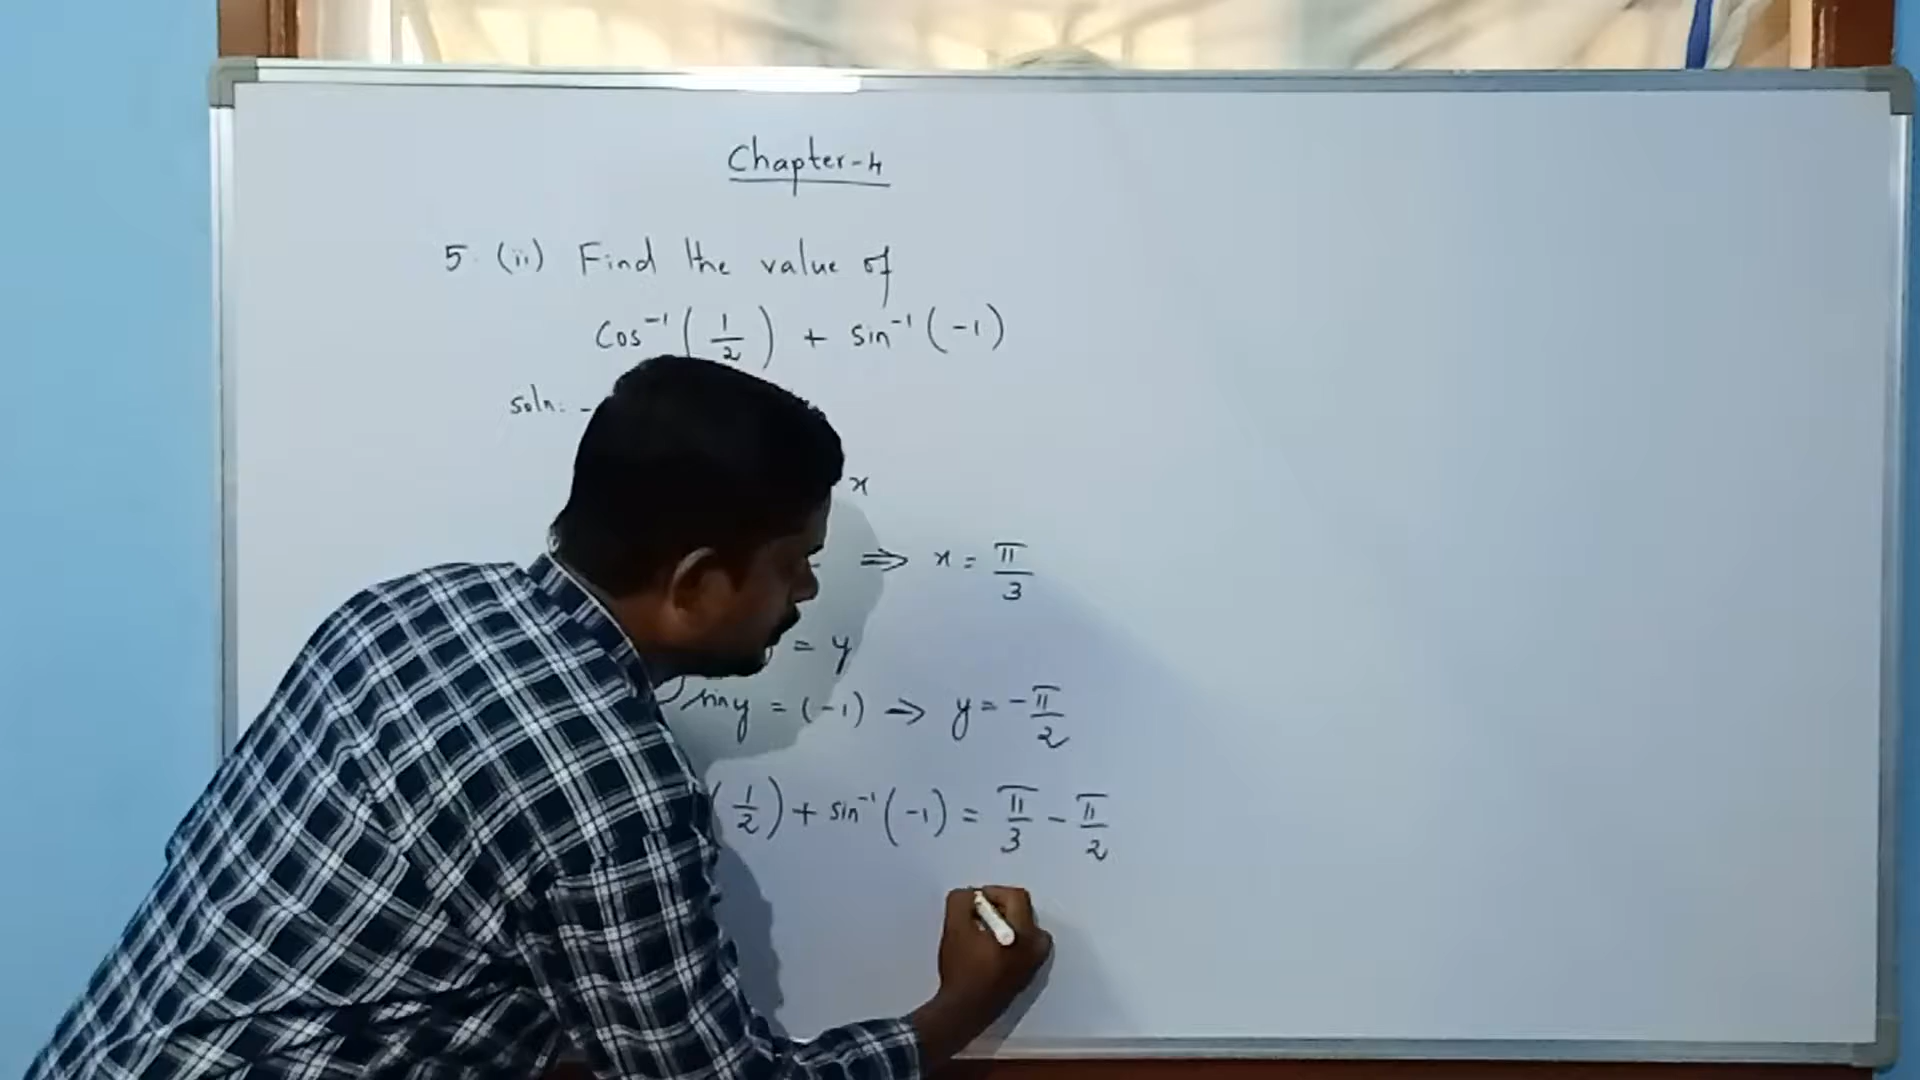 Chapter-4
5. (ii) Find the value of
Cos⁻¹ (1/2) + sin⁻¹ (-1)
soln: -
x
⇒ x = π/3
= y
sin y = (-1) ⇒ y = -π/2
(1/2) + sin⁻¹ (-1) = π/3 - π/2